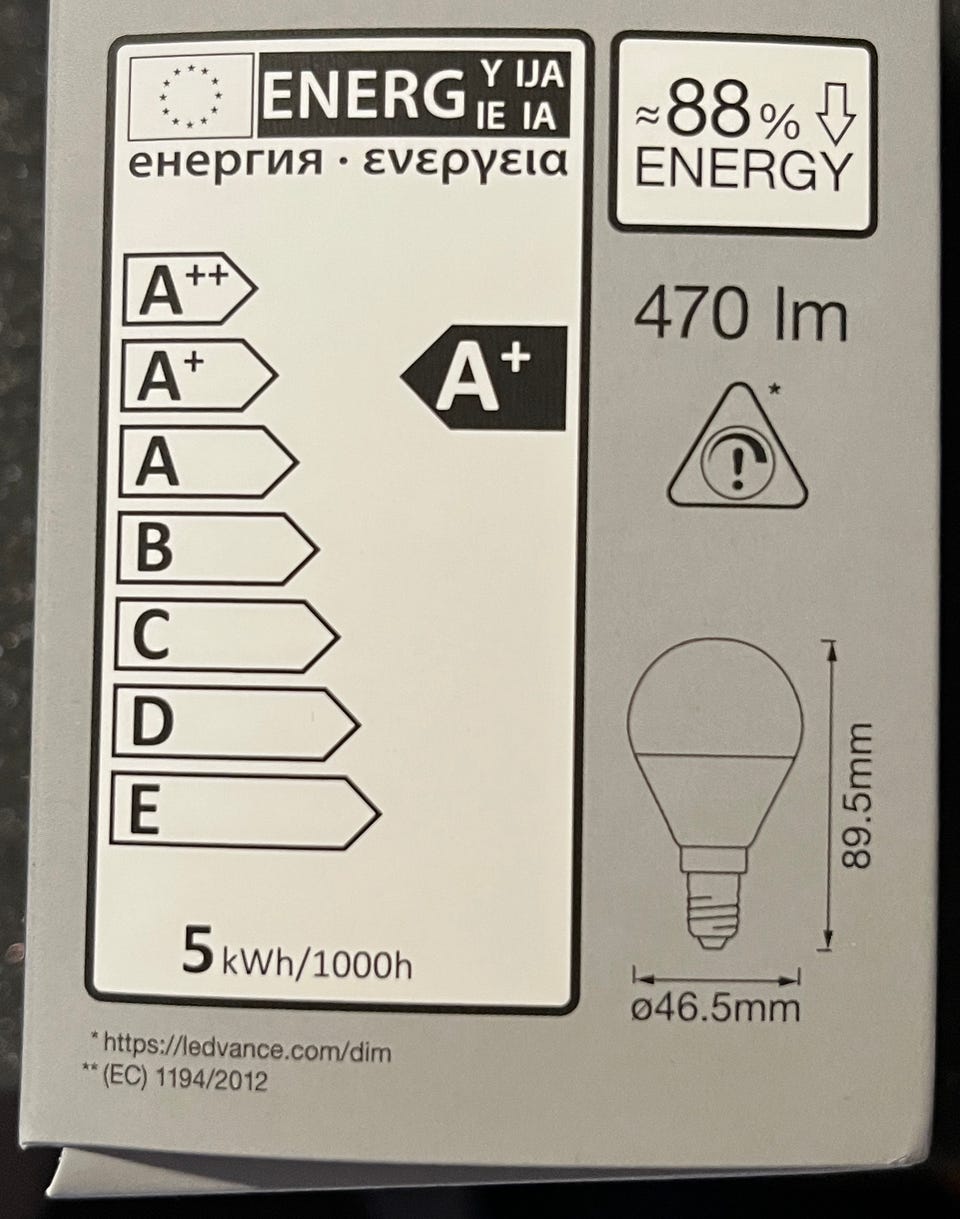 ENERG Y IJA
IE IA
енергия · ενεργεια
A++
A+
A
B
C
D
E
A+
5 kWh/1000h
≈88%
ENERGY
470 lm
*
!
89.5mm
ø46.5mm
* https://ledvance.com/dim
** (EC) 1194/2012